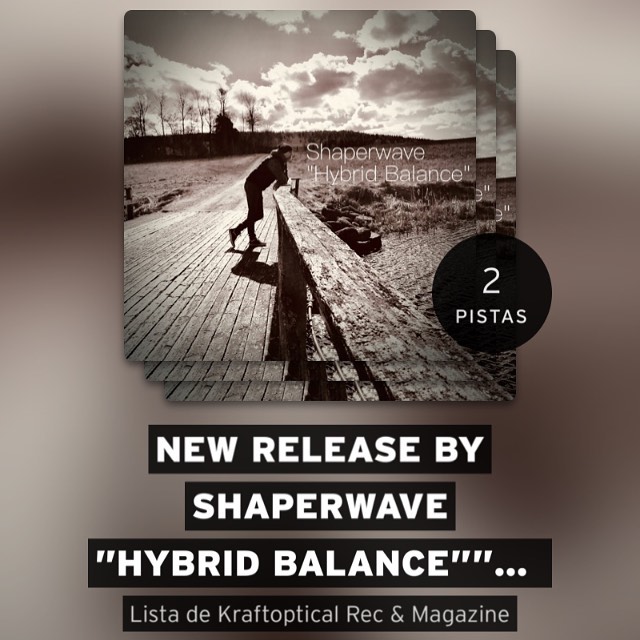 Shaperwave
"Hybrid Balance"
e"
e"
2
PISTAS
NEW RELEASE BY
SHAPERWAVE
"HYBRID BALANCE""...
Lista de Kraftoptical Rec & Magazine